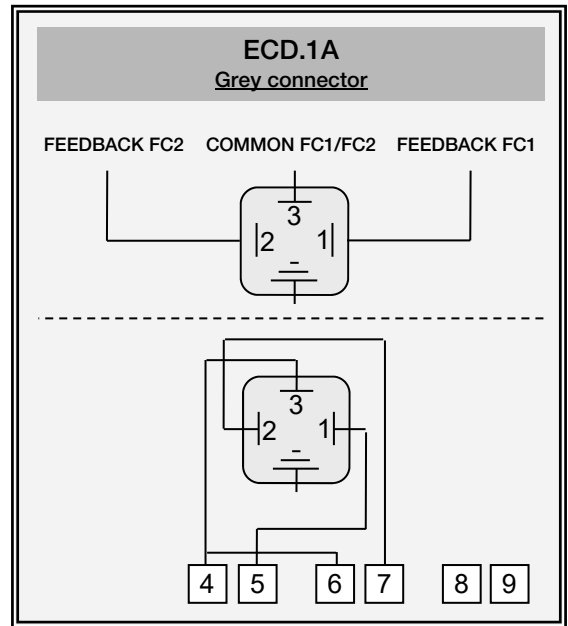 ECD.1A
Grey connector
FEEDBACK FC2 COMMON FC1/FC2 FEEDBACK FC1
3
2 1
3
2 1
4 5 6 7 8 9